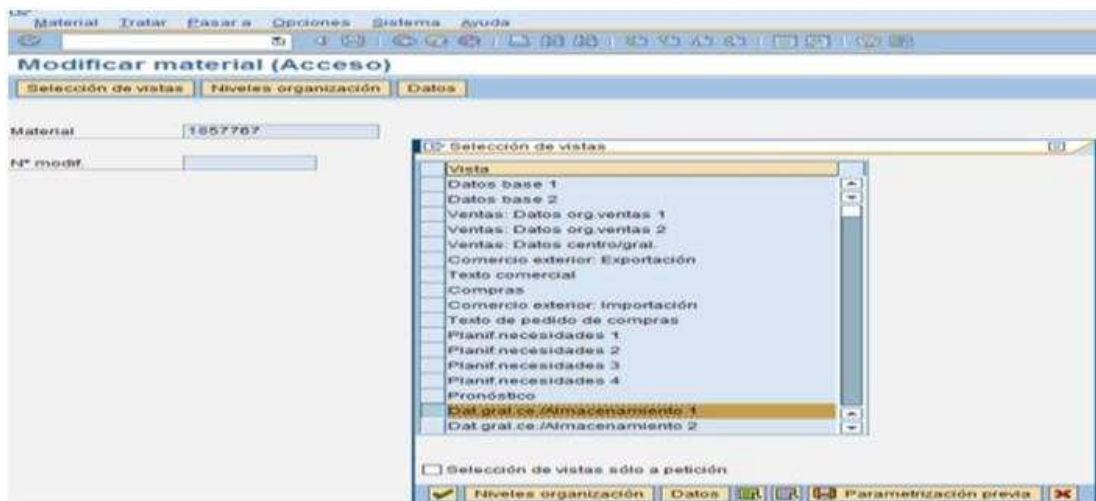 Material Tratar Pasar a Opciones Sistema Ayuda
Modificar material (Acceso)
Selección de vistas Niveles organización Datos
Material 1857767
Nº modif.
Selección de vistas
Vista
Datos base 1
Datos base 2
Ventas: Datos org.ventas 1
Ventas: Datos org.ventas 2
Ventas: Datos centro/gral.
Comercio exterior: Exportación
Texto comercial
Compras
Comercio exterior: Importación
Texto de pedido de compras
Planif.necesidades 1
Planif.necesidades 2
Planif.necesidades 3
Planif.necesidades 4
Pronóstico
Dat.gral.ce./Almacenamiento 1
Dat.gral.ce./Almacenamiento 2
Selección de vistas sólo a petición
Niveles organización Datos Parametrización previa